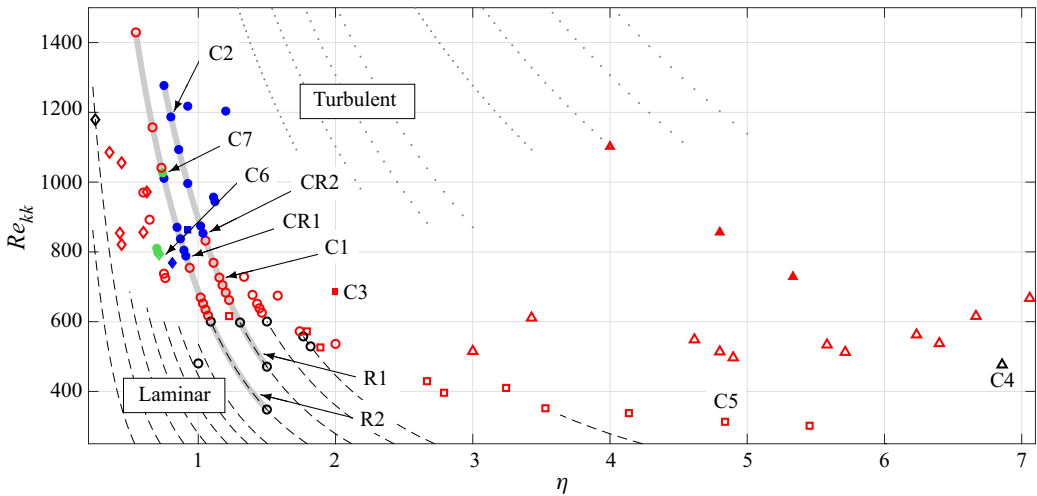 1400
1200
1000
800
600
400
Re_kk
C2
Turbulent
C7
C6
CR2
CR1
C1
C3
R1
C4
C5
Laminar
R2
1
2
3
4
5
6
7
η